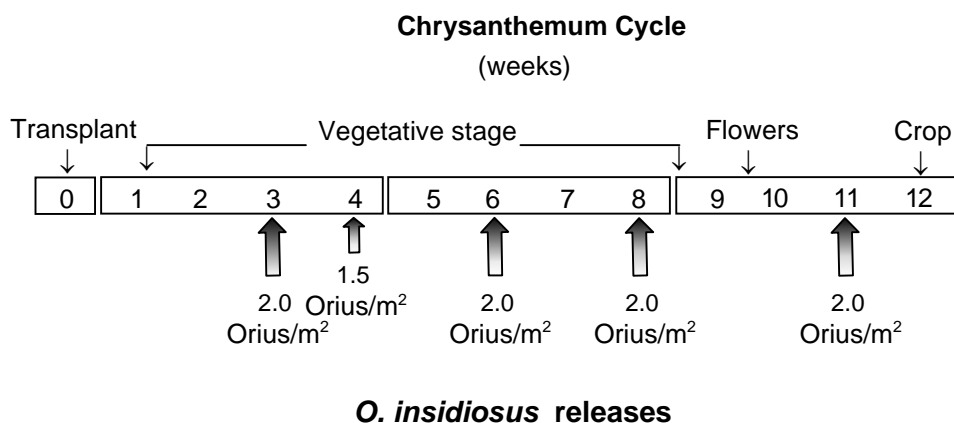 Chrysanthemum Cycle
(weeks)
Transplant Vegetative stage Flowers Crop
0 1 2 3 4 5 6 7 8 9 10 11 12
1.5
Orius/m²
2.0 2.0 2.0 2.0
Orius/m² Orius/m² Orius/m² Orius/m²
O. insidiosus releases